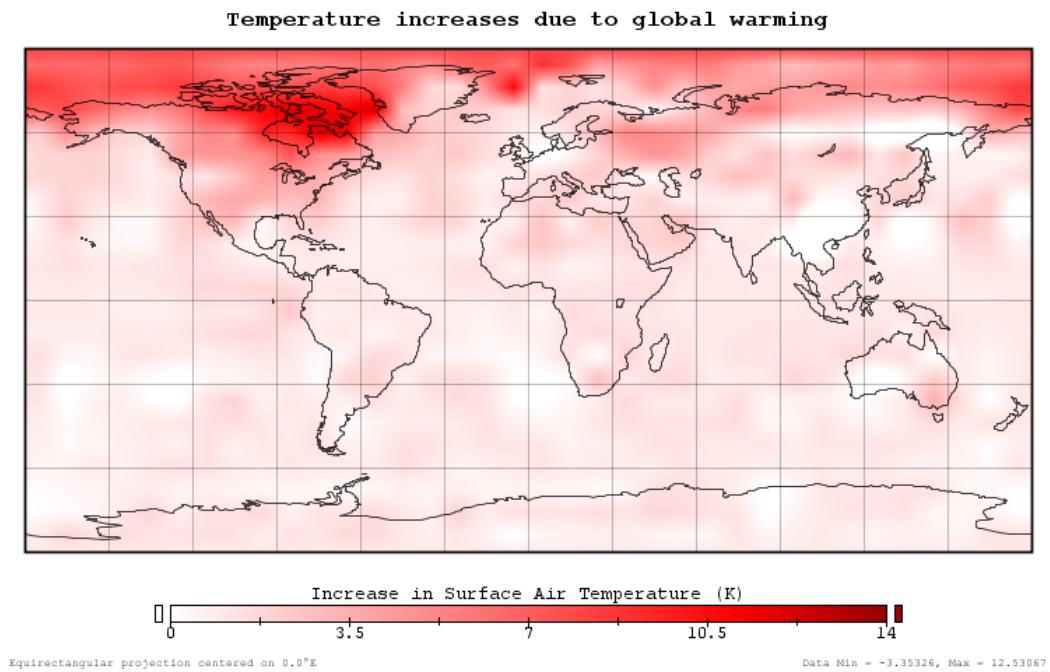 Temperature increases due to global warming
Increase in Surface Air Temperature (K)
0 3.5 7 10.5 14
Equirectangular projection centered on 0.0°E
Data Min = -3.35326, Max = 12.53067